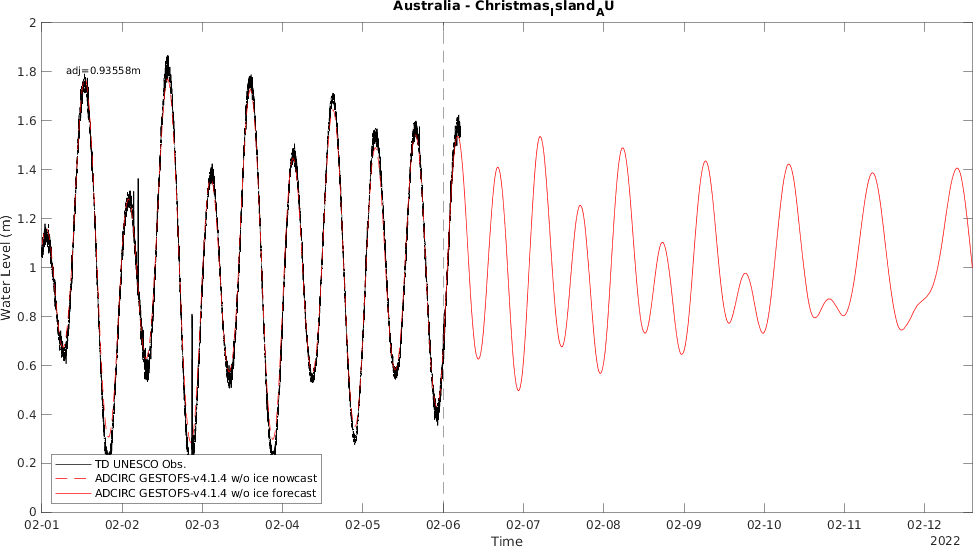 Australia - Christmas_Island_AU
2
1.8
1.6
1.4
1.2
1
0.8
0.6
0.4
0.2
0
Water Level (m)
adj=0.93558m
TD UNESCO Obs.
ADCIRC GESTOFS-v4.1.4 w/o ice nowcast
ADCIRC GESTOFS-v4.1.4 w/o ice forecast
02-01 02-02 02-03 02-04 02-05 02-06 02-07 02-08 02-09 02-10 02-11 02-12
Time
2022